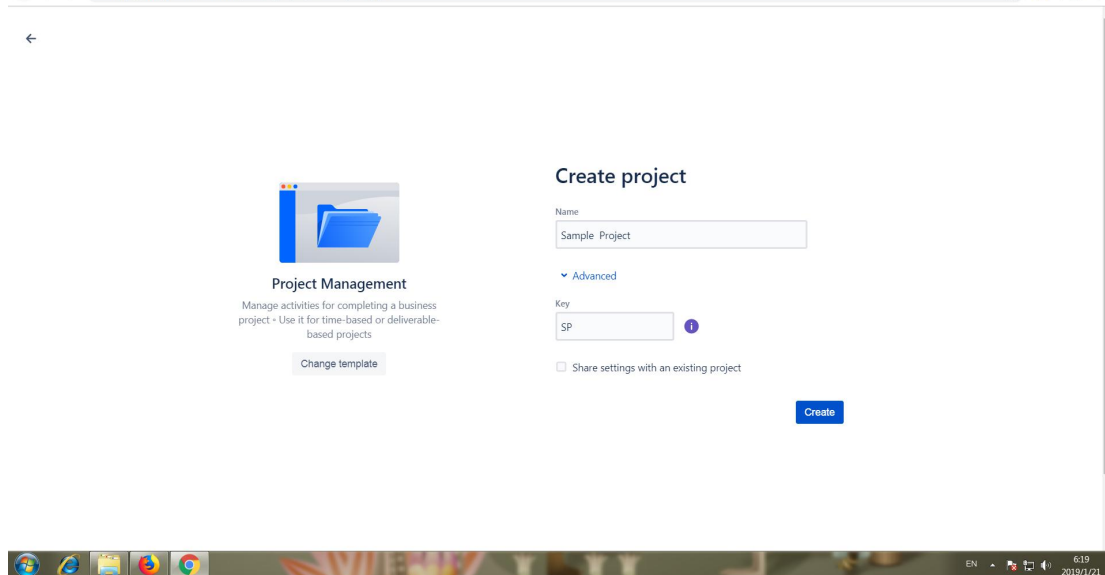 Create project
Name
Sample  Project
Advanced
Key
SP
i
Share settings with an existing project
Create
Project Management
Manage activities for completing a business
project - Use it for time-based or deliverable-
based projects
Change template
EN
6:19
2019/1/21